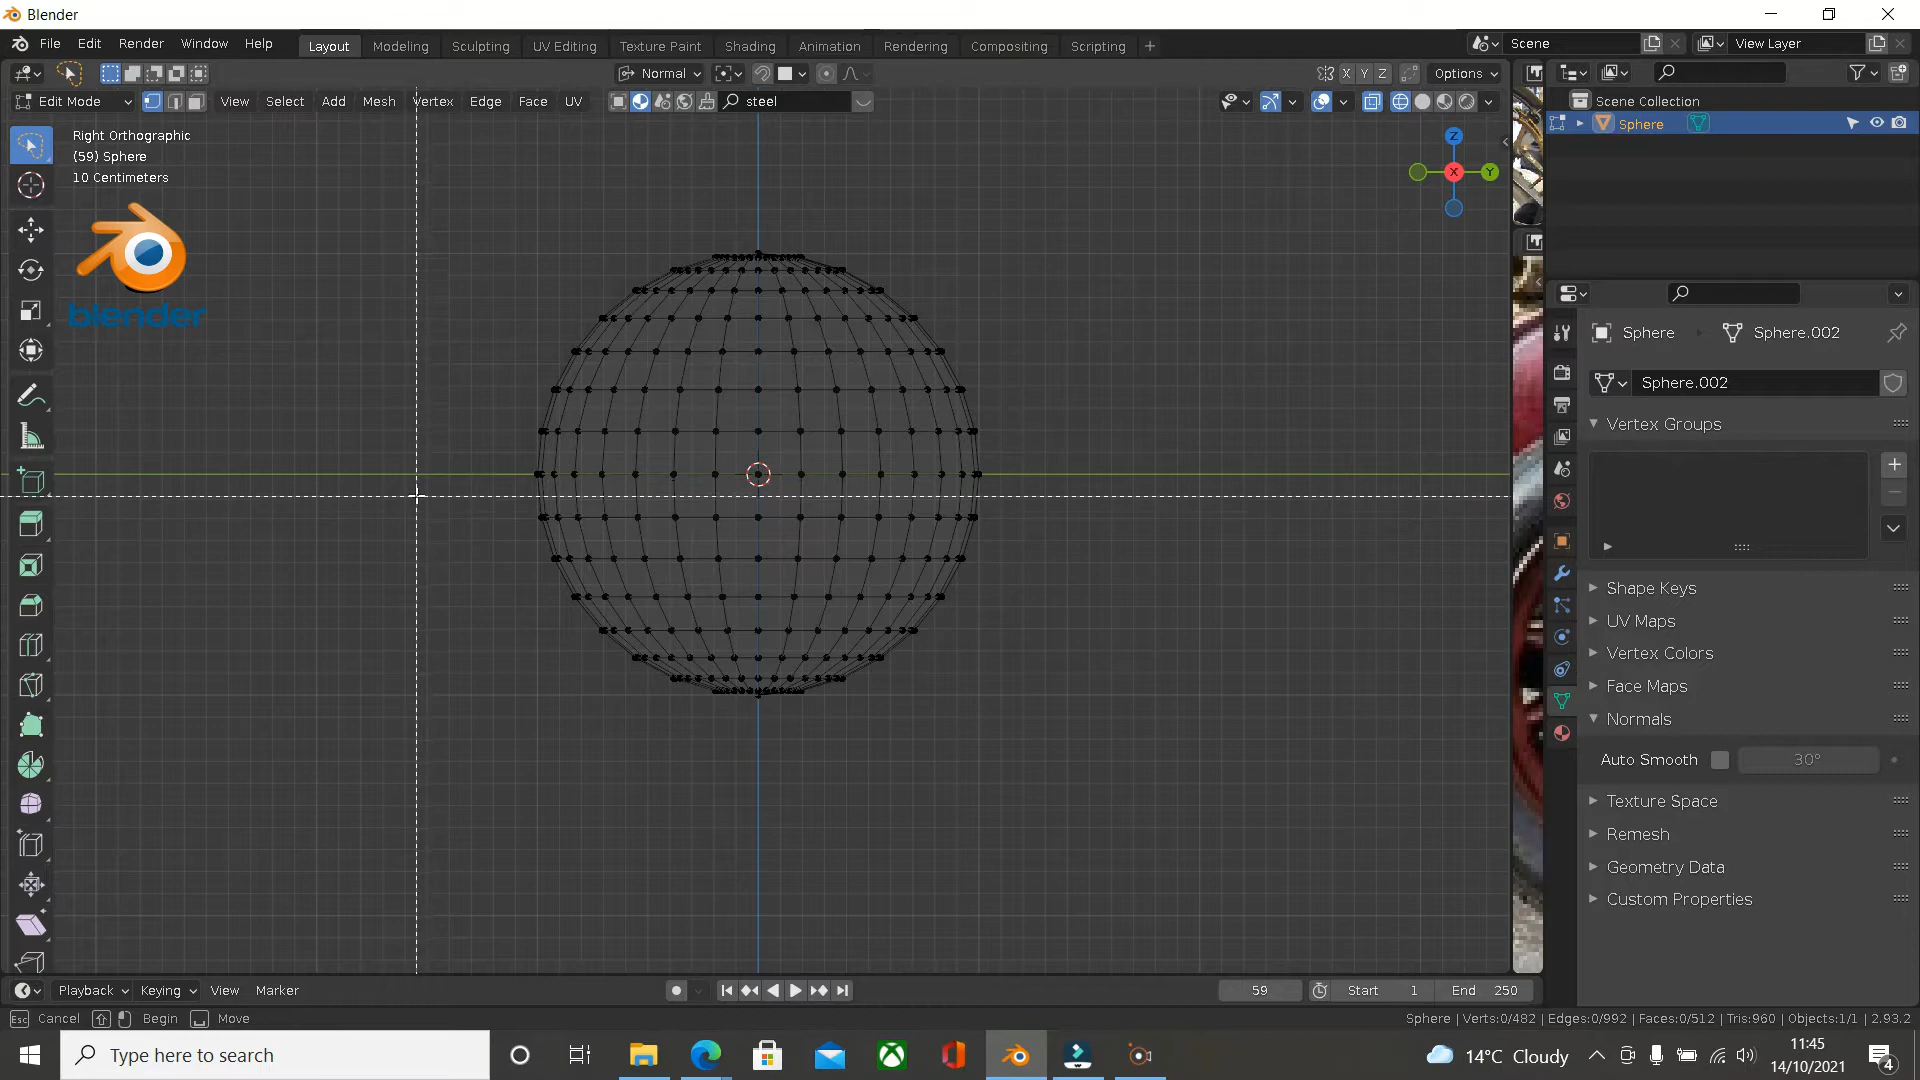 Blender
File Edit Render Window Help Layout Modeling Sculpting UV Editing Texture Paint Shading Animation Rendering Compositing Scripting + Scene View Layer
Normal X Y Z Options
Edit Mode View Select Add Mesh Vertex Edge Face UV steel
Scene Collection
Sphere
Right Orthographic
(59) Sphere
10 Centimeters
Z
X Y
blender
Sphere Sphere.002
Sphere.002
Vertex Groups
Shape Keys
UV Maps
Vertex Colors
Face Maps
Normals
Auto Smooth 30°
Texture Space
Remesh
Geometry Data
Custom Properties
Playback Keying View Marker 59 Start 1 End 250
Esc Cancel Begin Move Sphere | Verts:0/482 | Edges:0/992 | Faces:0/512 | Tris:960 | Objects:1/1 | 2.93.2
Type here to search 14°C Cloudy 11:45
14/10/2021 4